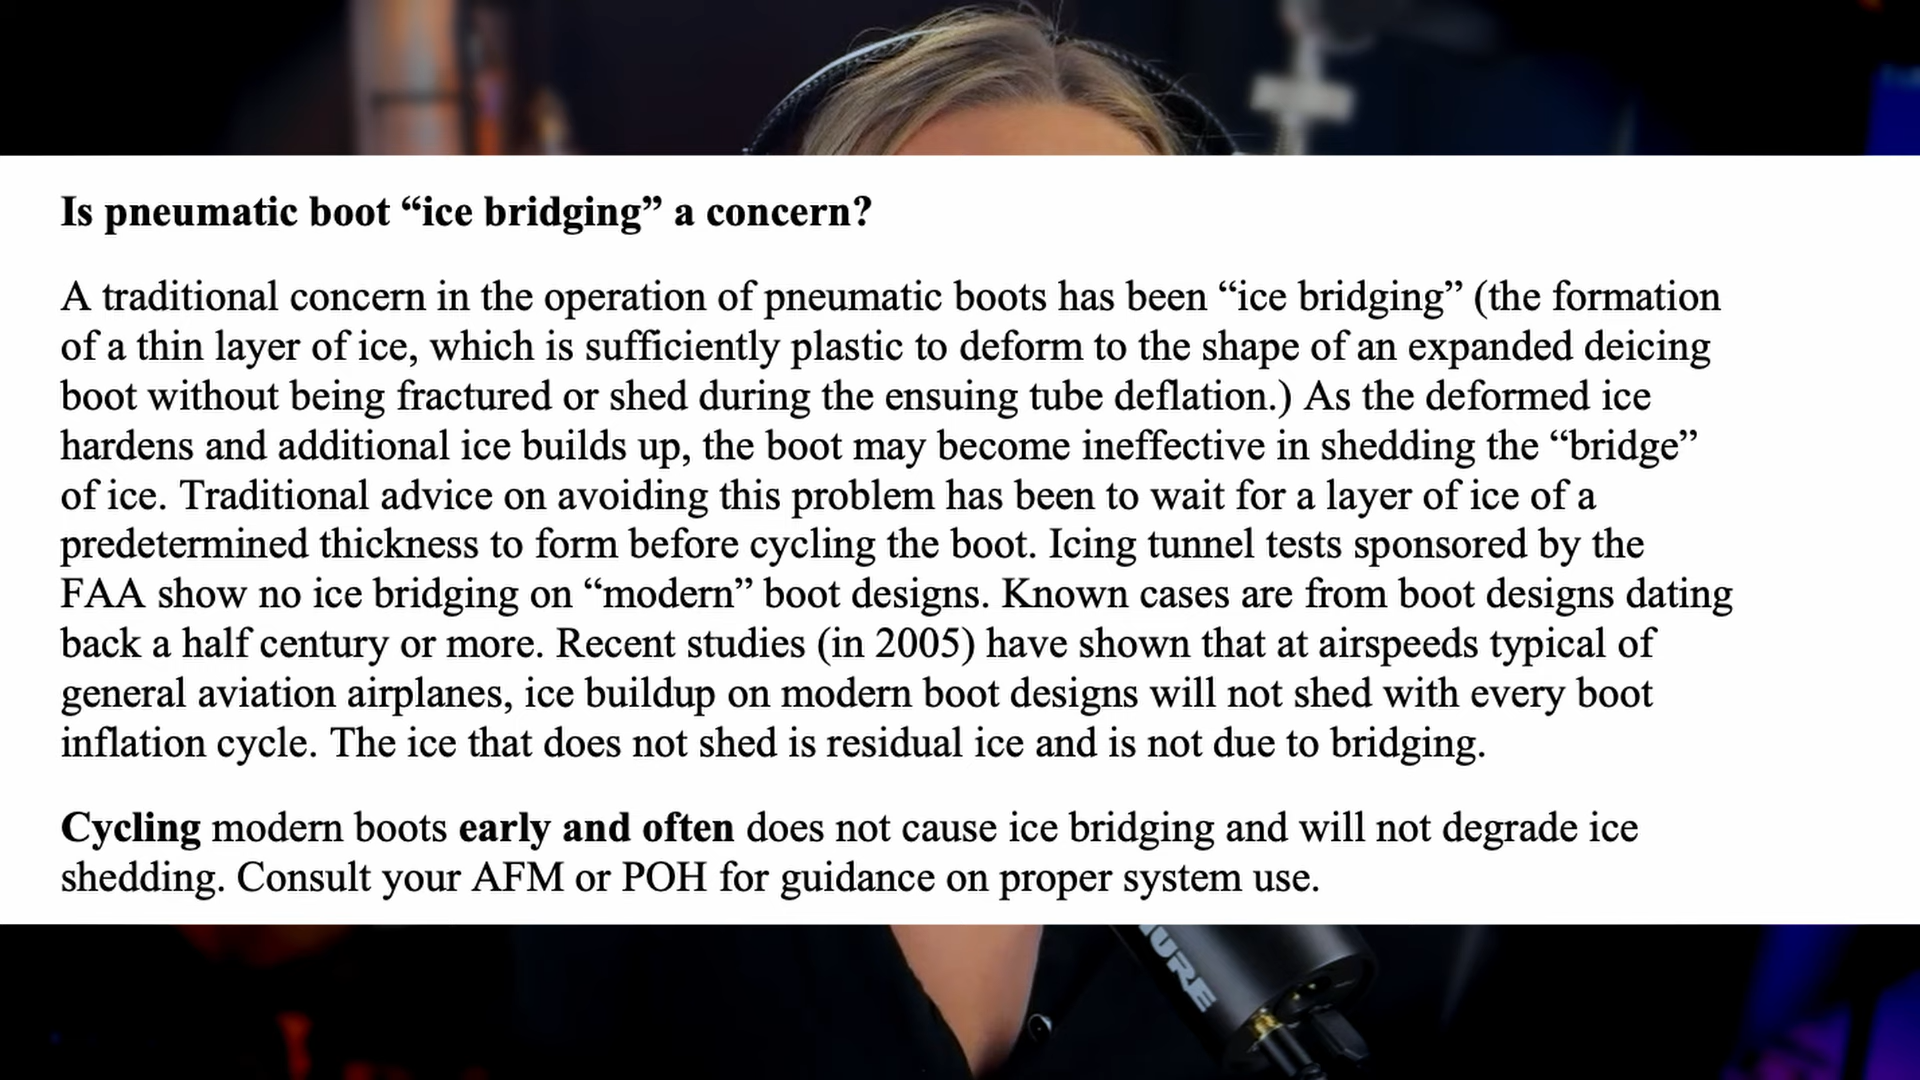 Is pneumatic boot “ice bridging” a concern?
A traditional concern in the operation of pneumatic boots has been “ice bridging” (the formation
of a thin layer of ice, which is sufficiently plastic to deform to the shape of an expanded deicing
boot without being fractured or shed during the ensuing tube deflation.) As the deformed ice
hardens and additional ice builds up, the boot may become ineffective in shedding the “bridge”
of ice. Traditional advice on avoiding this problem has been to wait for a layer of ice of a
predetermined thickness to form before cycling the boot. Icing tunnel tests sponsored by the
FAA show no ice bridging on “modern” boot designs. Known cases are from boot designs dating
back a half century or more. Recent studies (in 2005) have shown that at airspeeds typical of
general aviation airplanes, ice buildup on modern boot designs will not shed with every boot
inflation cycle. The ice that does not shed is residual ice and is not due to bridging.
Cycling modern boots early and often does not cause ice bridging and will not degrade ice
shedding. Consult your AFM or POH for guidance on proper system use.
URE